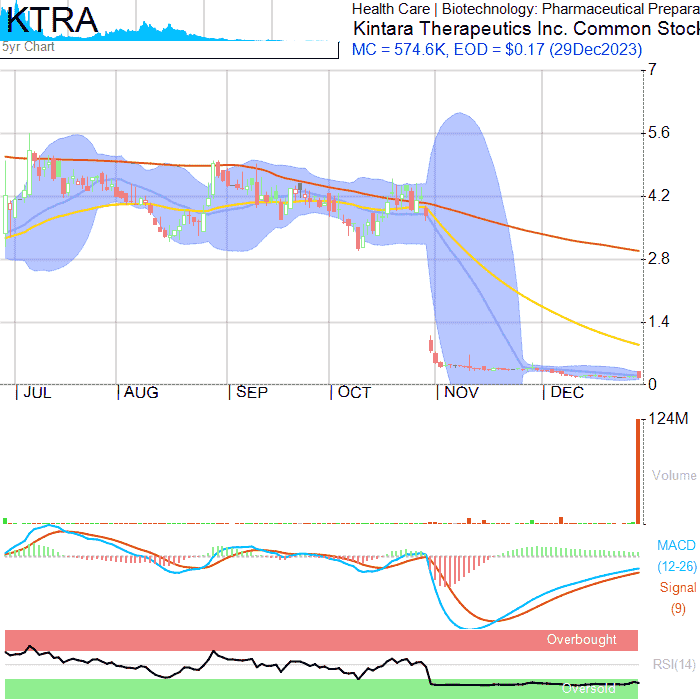 KTRA
5yr Chart
Health Care | Biotechnology: Pharmaceutical Prepara
Kintara Therapeutics Inc. Common Stock
MC = 574.6K, EOD = $0.17 (29Dec2023)
7
5.6
4.2
2.8
1.4
0
JUL AUG SEP OCT NOV DEC
124M
Volume
MACD
(12-26)
Signal
(9)
Overbought
RSI(14)
Oversold